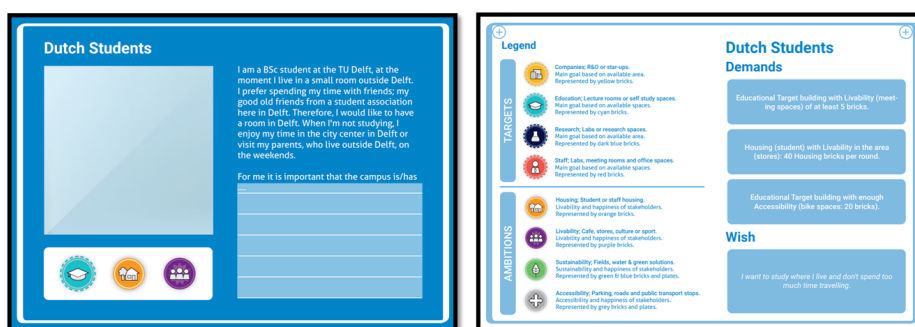 Dutch Students
I am a BSc student at the TU Delft, at the
moment I live in a small room outside Delft.
I prefer spending my time with friends; my
good old friends from a student association
here in Delft. Therefore, I would like to have
a room in Delft. When I'm not studying, I
enjoy my time in the city center in Delft or
visit my parents, who live outside Delft, on
the weekends.
For me it is important that the campus is/has
....
Legend
TARGETS
Companies; R&O or star-ups.
Main goal based on available area.
Represented by yellow bricks.
Education; Lecture rooms or self study spaces.
Main goal based on available spaces.
Represented by cyan bricks.
Research; Labs or research spaces.
Main goal based on available spaces.
Represented by dark blue bricks.
Staff; Labs, meeting rooms and office spaces.
Main goal based on available spaces.
Represented by red bricks.
AMBITIONS
Housing; Student or staff housing.
Livability and happiness of stakeholders.
Represented by orange bricks.
Livability; Cafe, stores, culture or sport.
Livability and happiness of stakeholders.
Represented by purple bricks.
Sustainability; Fields, water & green solutions.
Sustainability and happiness of stakeholders.
Represented by green & blue bricks and plates.
Accessibility; Parking, roads and public transport stops.
Accessibility and happiness of stakeholders.
Represented by grey bricks and plates.
Dutch Students
Demands
Educational Target building with Livability (meet-
ing spaces) of at least 5 bricks.
Housing (student) with Livability in the area
(stores): 40 Housing bricks per round.
Educational Target building with enough
Accessibility (bike spaces: 20 bricks).
Wish
I want to study where I live and don't spend too
much time travelling.